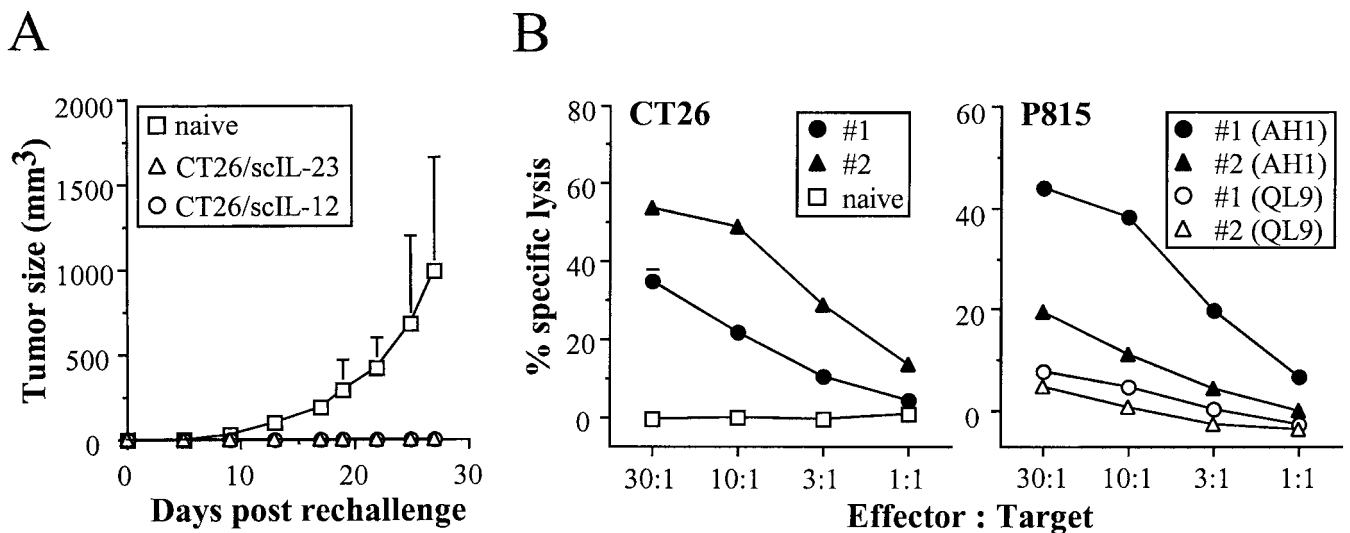 A
2000
1500
1000
500
0
Tumor size (mm³)
naive
CT26/scIL-23
CT26/scIL-12
0 10 20 30
Days post rechallenge
B
80
60
40
20
0
% specific lysis
CT26
#1
#2
naive
30:1 10:1 3:1 1:1
60
40
20
0
P815
#1 (AH1)
#2 (AH1)
#1 (QL9)
#2 (QL9)
30:1 10:1 3:1 1:1
Effector : Target